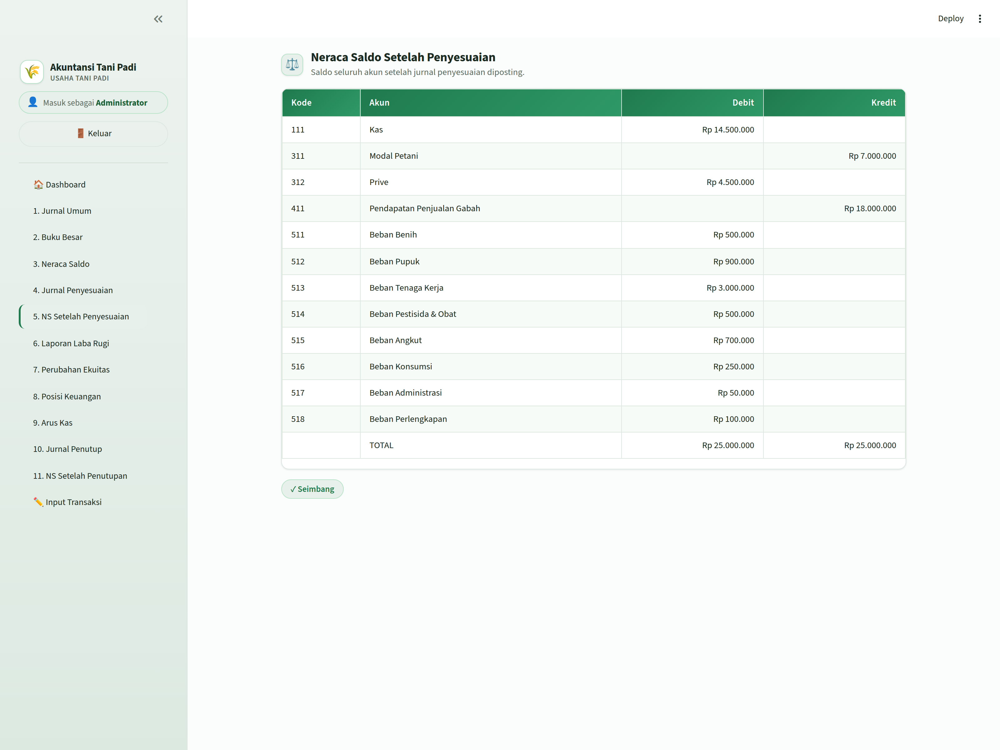 Akuntansi Tani Padi
USAHA TANI PADI
Masuk sebagai Administrator
Keluar
Dashboard
1. Jurnal Umum
2. Buku Besar
3. Neraca Saldo
4. Jurnal Penyesuaian
5. NS Setelah Penyesuaian
6. Laporan Laba Rugi
7. Perubahan Ekuitas
8. Posisi Keuangan
9. Arus Kas
10. Jurnal Penutup
11. NS Setelah Penutupan
Input Transaksi
Deploy
Neraca Saldo Setelah Penyesuaian
Saldo seluruh akun setelah jurnal penyesuaian diposting.
Kode Akun Debit Kredit
111 Kas Rp 14.500.000
311 Modal Petani Rp 7.000.000
312 Prive Rp 4.500.000
411 Pendapatan Penjualan Gabah Rp 18.000.000
511 Beban Benih Rp 500.000
512 Beban Pupuk Rp 900.000
513 Beban Tenaga Kerja Rp 3.000.000
514 Beban Pestisida & Obat Rp 500.000
515 Beban Angkut Rp 700.000
516 Beban Konsumsi Rp 250.000
517 Beban Administrasi Rp 50.000
518 Beban Perlengkapan Rp 100.000
TOTAL Rp 25.000.000 Rp 25.000.000
✓ Seimbang